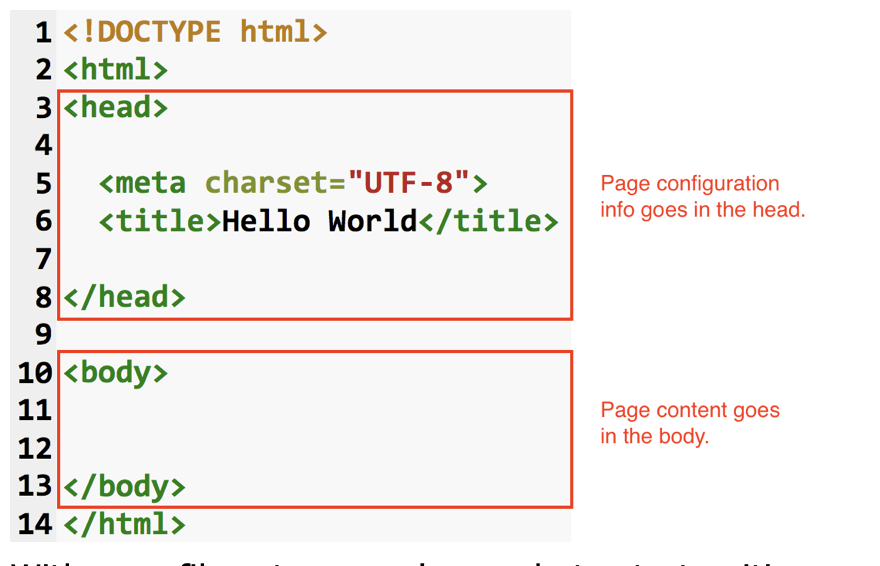 1 <!DOCTYPE html>
2 <html>
3 <head>
4
5 <meta charset="UTF-8">
6 <title>Hello World</title>
7
8 </head>
9
10 <body>
11
12
13 </body>
14 </html>
Page configuration
info goes in the head.
Page content goes
in the body.